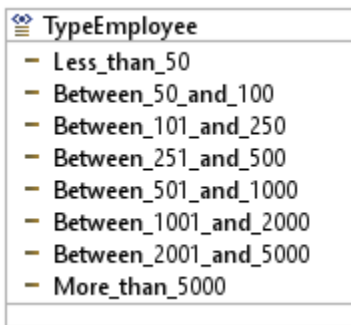 TypeEmployee
Less_than_50
Between_50_and_100
Between_101_and_250
Between_251_and_500
Between_501_and_1000
Between_1001_and_2000
Between_2001_and_5000
More_than_5000